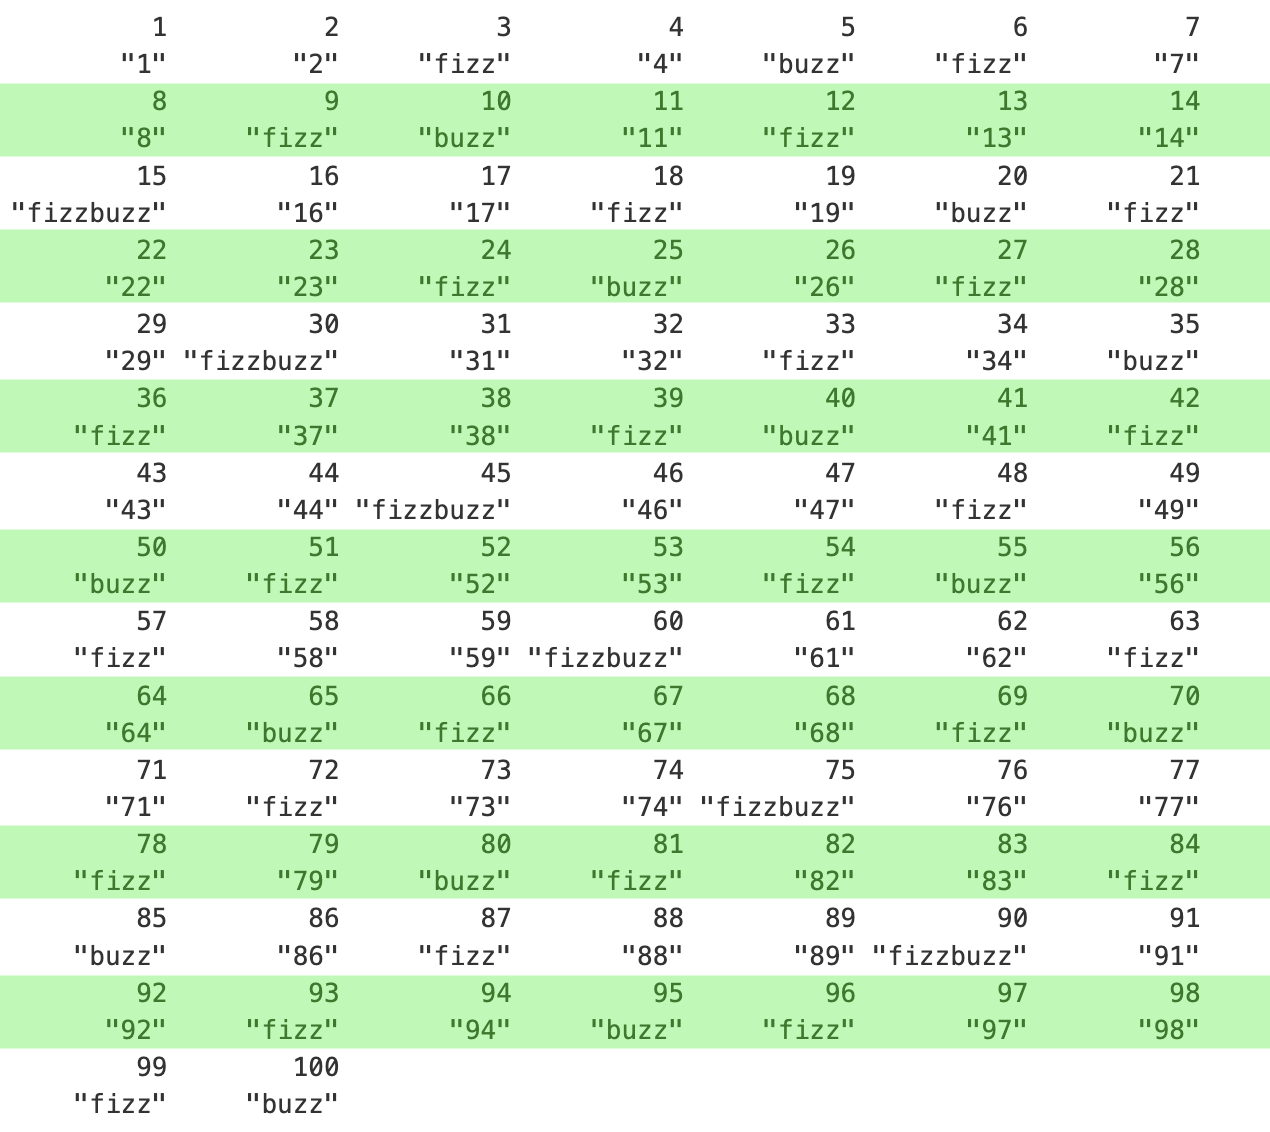 1 2 3 4 5 6 7
"1" "2" "fizz" "4" "buzz" "fizz" "7"
8 9 10 11 12 13 14
"8" "fizz" "buzz" "11" "fizz" "13" "14"
15 16 17 18 19 20 21
"fizzbuzz" "16" "17" "fizz" "19" "buzz" "fizz"
22 23 24 25 26 27 28
"22" "23" "fizz" "buzz" "26" "fizz" "28"
29 30 31 32 33 34 35
"29" "fizzbuzz" "31" "32" "fizz" "34" "buzz"
36 37 38 39 40 41 42
"fizz" "37" "38" "fizz" "buzz" "41" "fizz"
43 44 45 46 47 48 49
"43" "44" "fizzbuzz" "46" "47" "fizz" "49"
50 51 52 53 54 55 56
"buzz" "fizz" "52" "53" "fizz" "buzz" "56"
57 58 59 60 61 62 63
"fizz" "58" "59" "fizzbuzz" "61" "62" "fizz"
64 65 66 67 68 69 70
"64" "buzz" "fizz" "67" "68" "fizz" "buzz"
71 72 73 74 75 76 77
"71" "fizz" "73" "74" "fizzbuzz" "76" "77"
78 79 80 81 82 83 84
"fizz" "79" "buzz" "fizz" "82" "83" "fizz"
85 86 87 88 89 90 91
"buzz" "86" "fizz" "88" "89" "fizzbuzz" "91"
92 93 94 95 96 97 98
"92" "fizz" "94" "buzz" "fizz" "97" "98"
99 100
"fizz" "buzz"